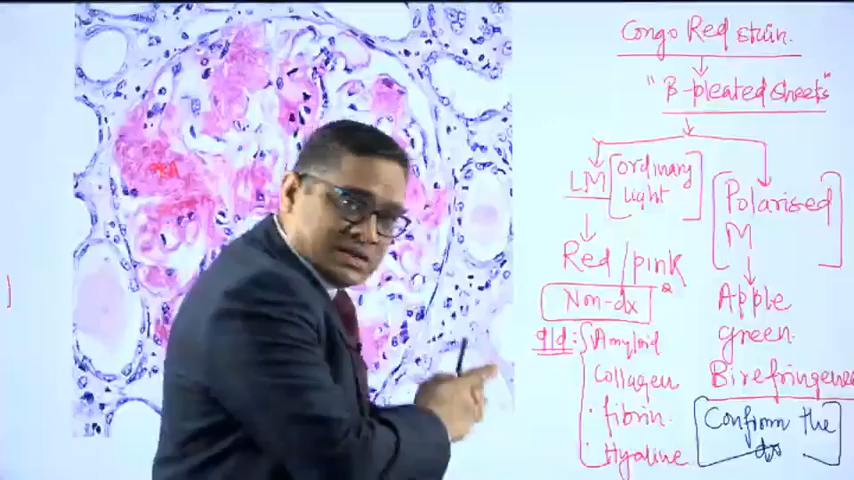 Congo Red stain.
"B-pleated sheets"
LM [ordinary light]
Polarised M
Red/pink
Non-dx
d/d: Amyloid
Collagen
fibrin.
Hyaline
Apple green.
Birefringence
Confirm the dx